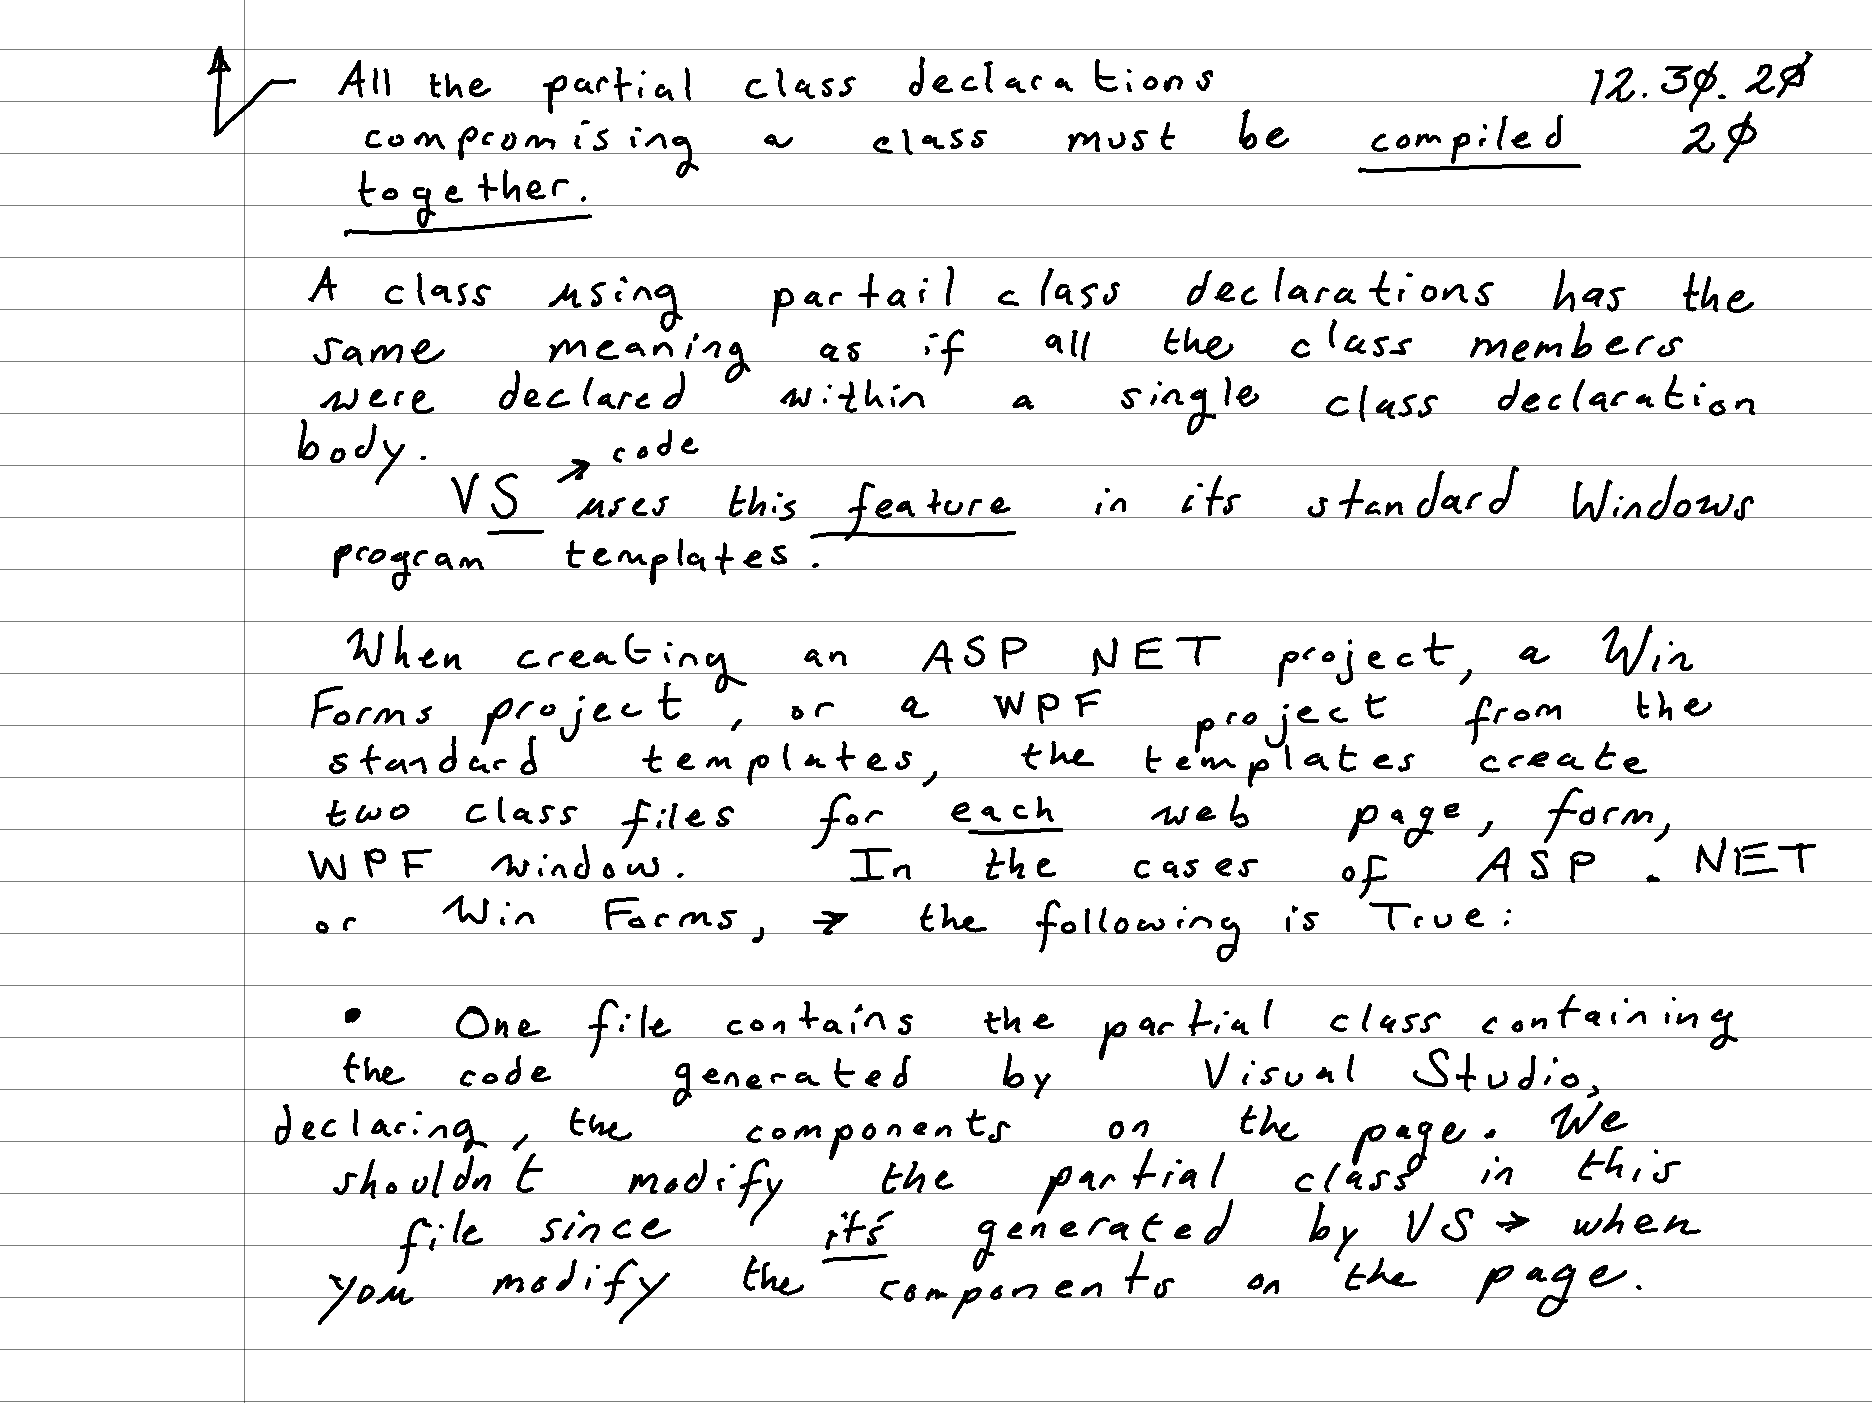 All the partial class declarations 12.30.20
compromising a class must be compiled 20
together.
A class using partail class declarations has the
same meaning as if all the class members
were declared within a single class declaration
body.
→ code
VS uses this feature in its standard Windows
program templates.
When creating an ASP NET project, a Win
Forms project, or a WPF project from the
standard templates, the templates create
two class files for each web page, form,
WPF window. In the cases of ASP . NET
or Win Forms, → the following is True:
• One file contains the partial class containing
the code generated by Visual Studio,
declaring, the components on the page. We
shouldn't modify the partial class in this
file since it's generated by VS → when
you modify the components on the page.